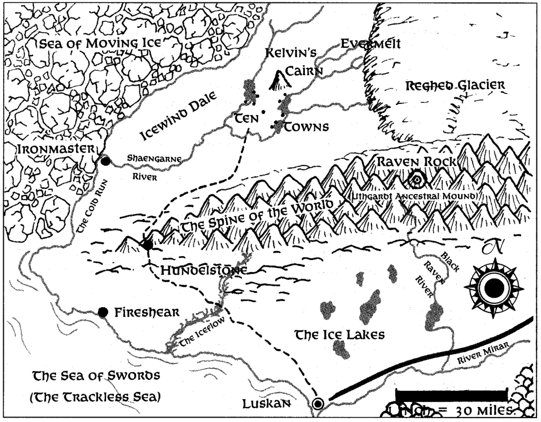 Sea of Moving Ice
Kelvin's
Cairn
Evermelt
Reghed Glacier
Icewind Dale
Ten
Towns
Ironmaster
Shaengarne
River
The Cold Run
Raven Rock
(Uthgardt Ancestral Mound)
The Spine of the World
Hundelstone
N
Black
Raven
River
Fireshear
The Iceflow
The Ice Lakes
River Mirar
The Sea of Swords
(The Trackless Sea)
Luskan
1 inch = 30 Miles